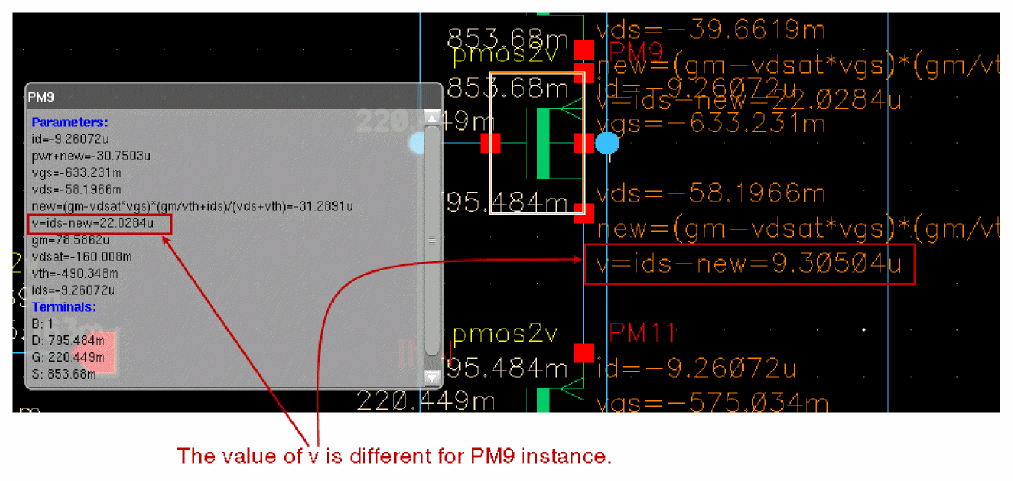 PM9
Parameters:
id=-9.26072u
pwr+new=-30.7503u
vgs=-633.231m
vds=-58.1966m
new=(gm-vdsat*vgs)*(gm/vth+ids)/(vds+vth)=-31.2891u
v=ids-new=22.0284u
gm=78.5862u
vdsat=-160.008m
vth=-490.348m
ids=-9.26072u
Terminals:
B: 1
D: 795.484m
G: 220.449m
S: 853.68m
853.68m
pmos2v
PM9
853.68m
795.484m
vds=-39.6619m
new=(gm-vdsat*vgs)*(gm/vth
id=-9.26072u
v=ids-new=22.0284u
vgs=-633.231m
vds=-58.1966m
new=(gm-vdsat*vgs)*(gm/vth
v=ids-new=9.30504u
pmos2v
PM11
795.484m
id=-9.26072u
220.449m
vgs=-575.034m
The value of v is different for PM9 instance.